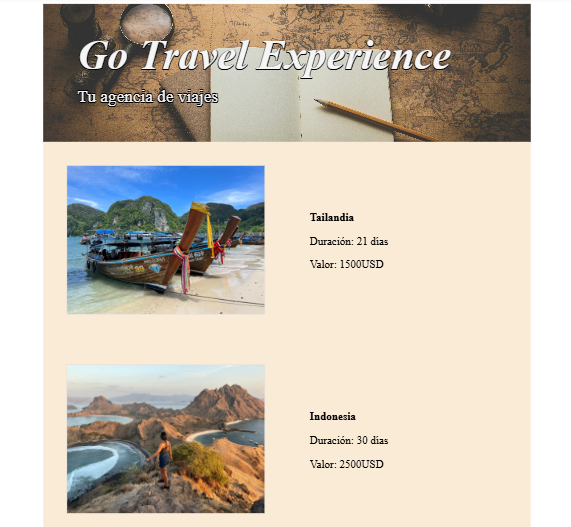 Go Travel Experience
Tu agencia de viajes
Tailandia
Duración: 21 dias
Valor: 1500USD
Indonesia
Duración: 30 dias
Valor: 2500USD